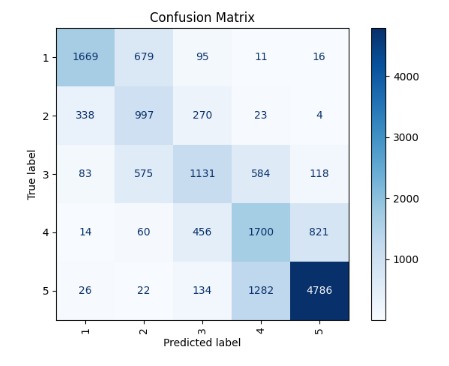 Confusion Matrix
1 1669 679 95 11 16
2 338 997 270 23 4
3 83 575 1131 584 118
4 14 60 456 1700 821
5 26 22 134 1282 4786
1 2 3 4 5
True label
Predicted label
4000
3000
2000
1000